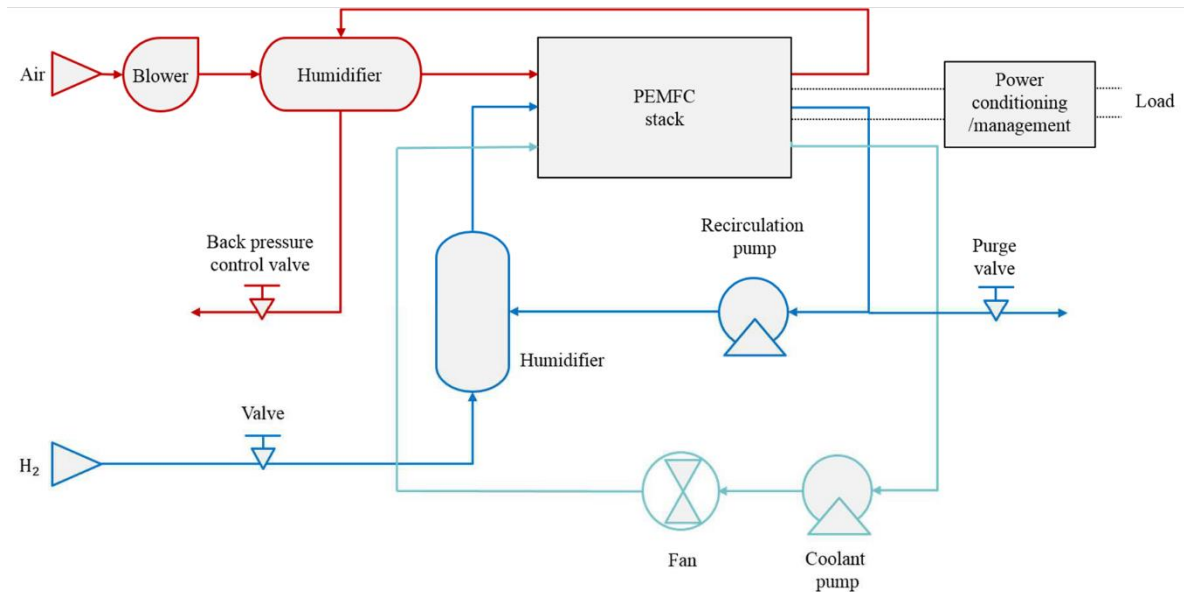 Air
Blower
Humidifier
PEMFC
stack
Power
conditioning
/management
Load
Back pressure
control valve
Recirculation
pump
Purge
valve
Humidifier
Valve
H₂
Fan
Coolant
pump